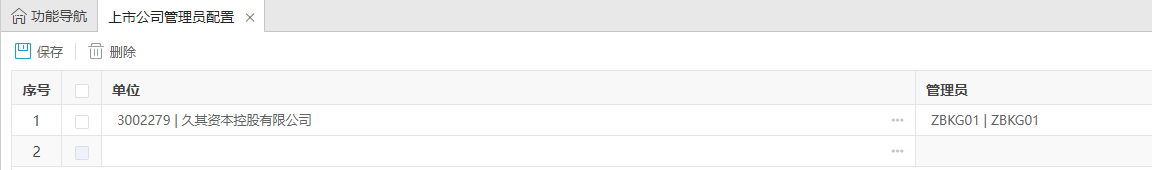 功能导航 上市公司管理员配置 ×
保存 删除
序号 单位 管理员
1 3002279 | 久其资本控股有限公司 ••• ZBKG01 | ZBKG01
2 •••